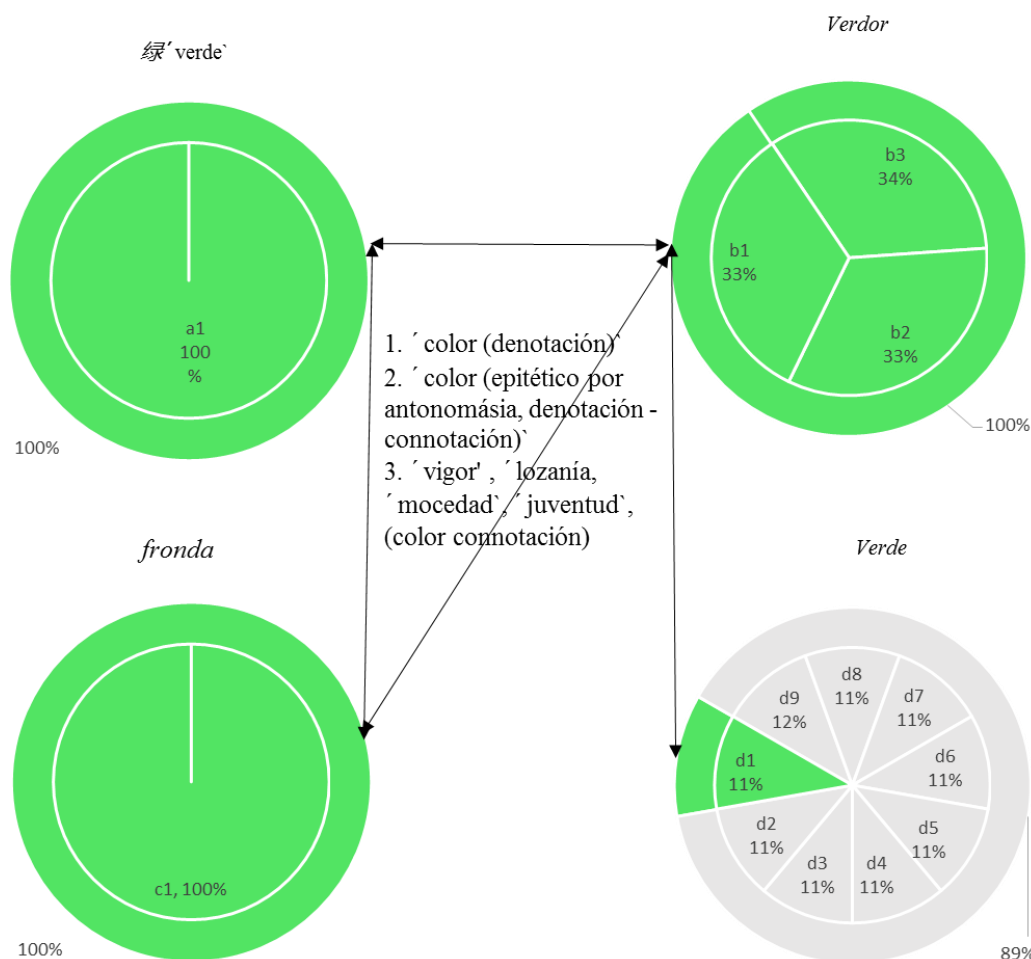 绿´ verde`
a1
100
%
100%
Verdor
b3
34%
b1
33%
b2
33%
100%
1. ´ color (denotación)`
2. ´ color (epitético por
antonomásia, denotación -
connotación)`
3. ´ vigor' , ´ lozanía,
´ mocedad`, ´ juventud`,
(color connotación)
fronda
c1, 100%
100%
Verde
d8
11%
d7
11%
d9
12%
d6
11%
d1
11%
d5
11%
d2
11%
d3
11%
d4
11%
89%